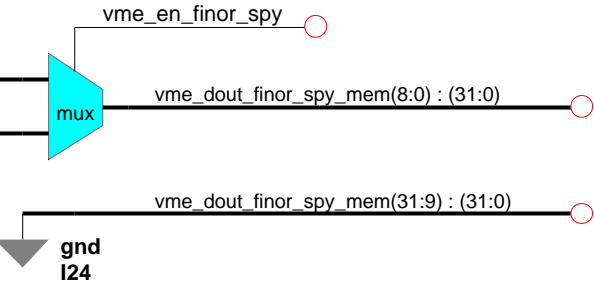 vme_en_finor_spy
mux
vme_dout_finor_spy_mem(8:0) : (31:0)
vme_dout_finor_spy_mem(31:9) : (31:0)
gnd
I24